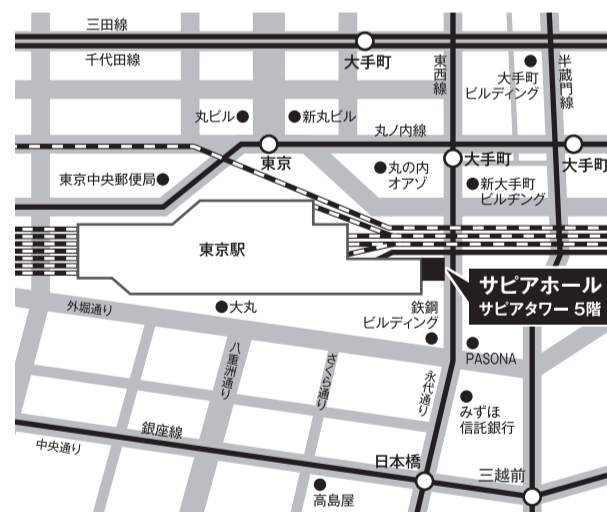 三田線
千代田線
大手町
東西線
大手町
ビルディング
半蔵門線
丸ビル
新丸ビル
丸ノ内線
東京
大手町
大手町
東京中央郵便局
丸の内
オアゾ
新大手町
ビルヂング
東京駅
サピアホール
サピアタワー 5階
外堀通り
大丸
鉄鋼
ビルディング
八重洲通り
さくら通り
永代通り
PASONA
みずほ
信託銀行
銀座線
中央通り
日本橋
三越前
高島屋